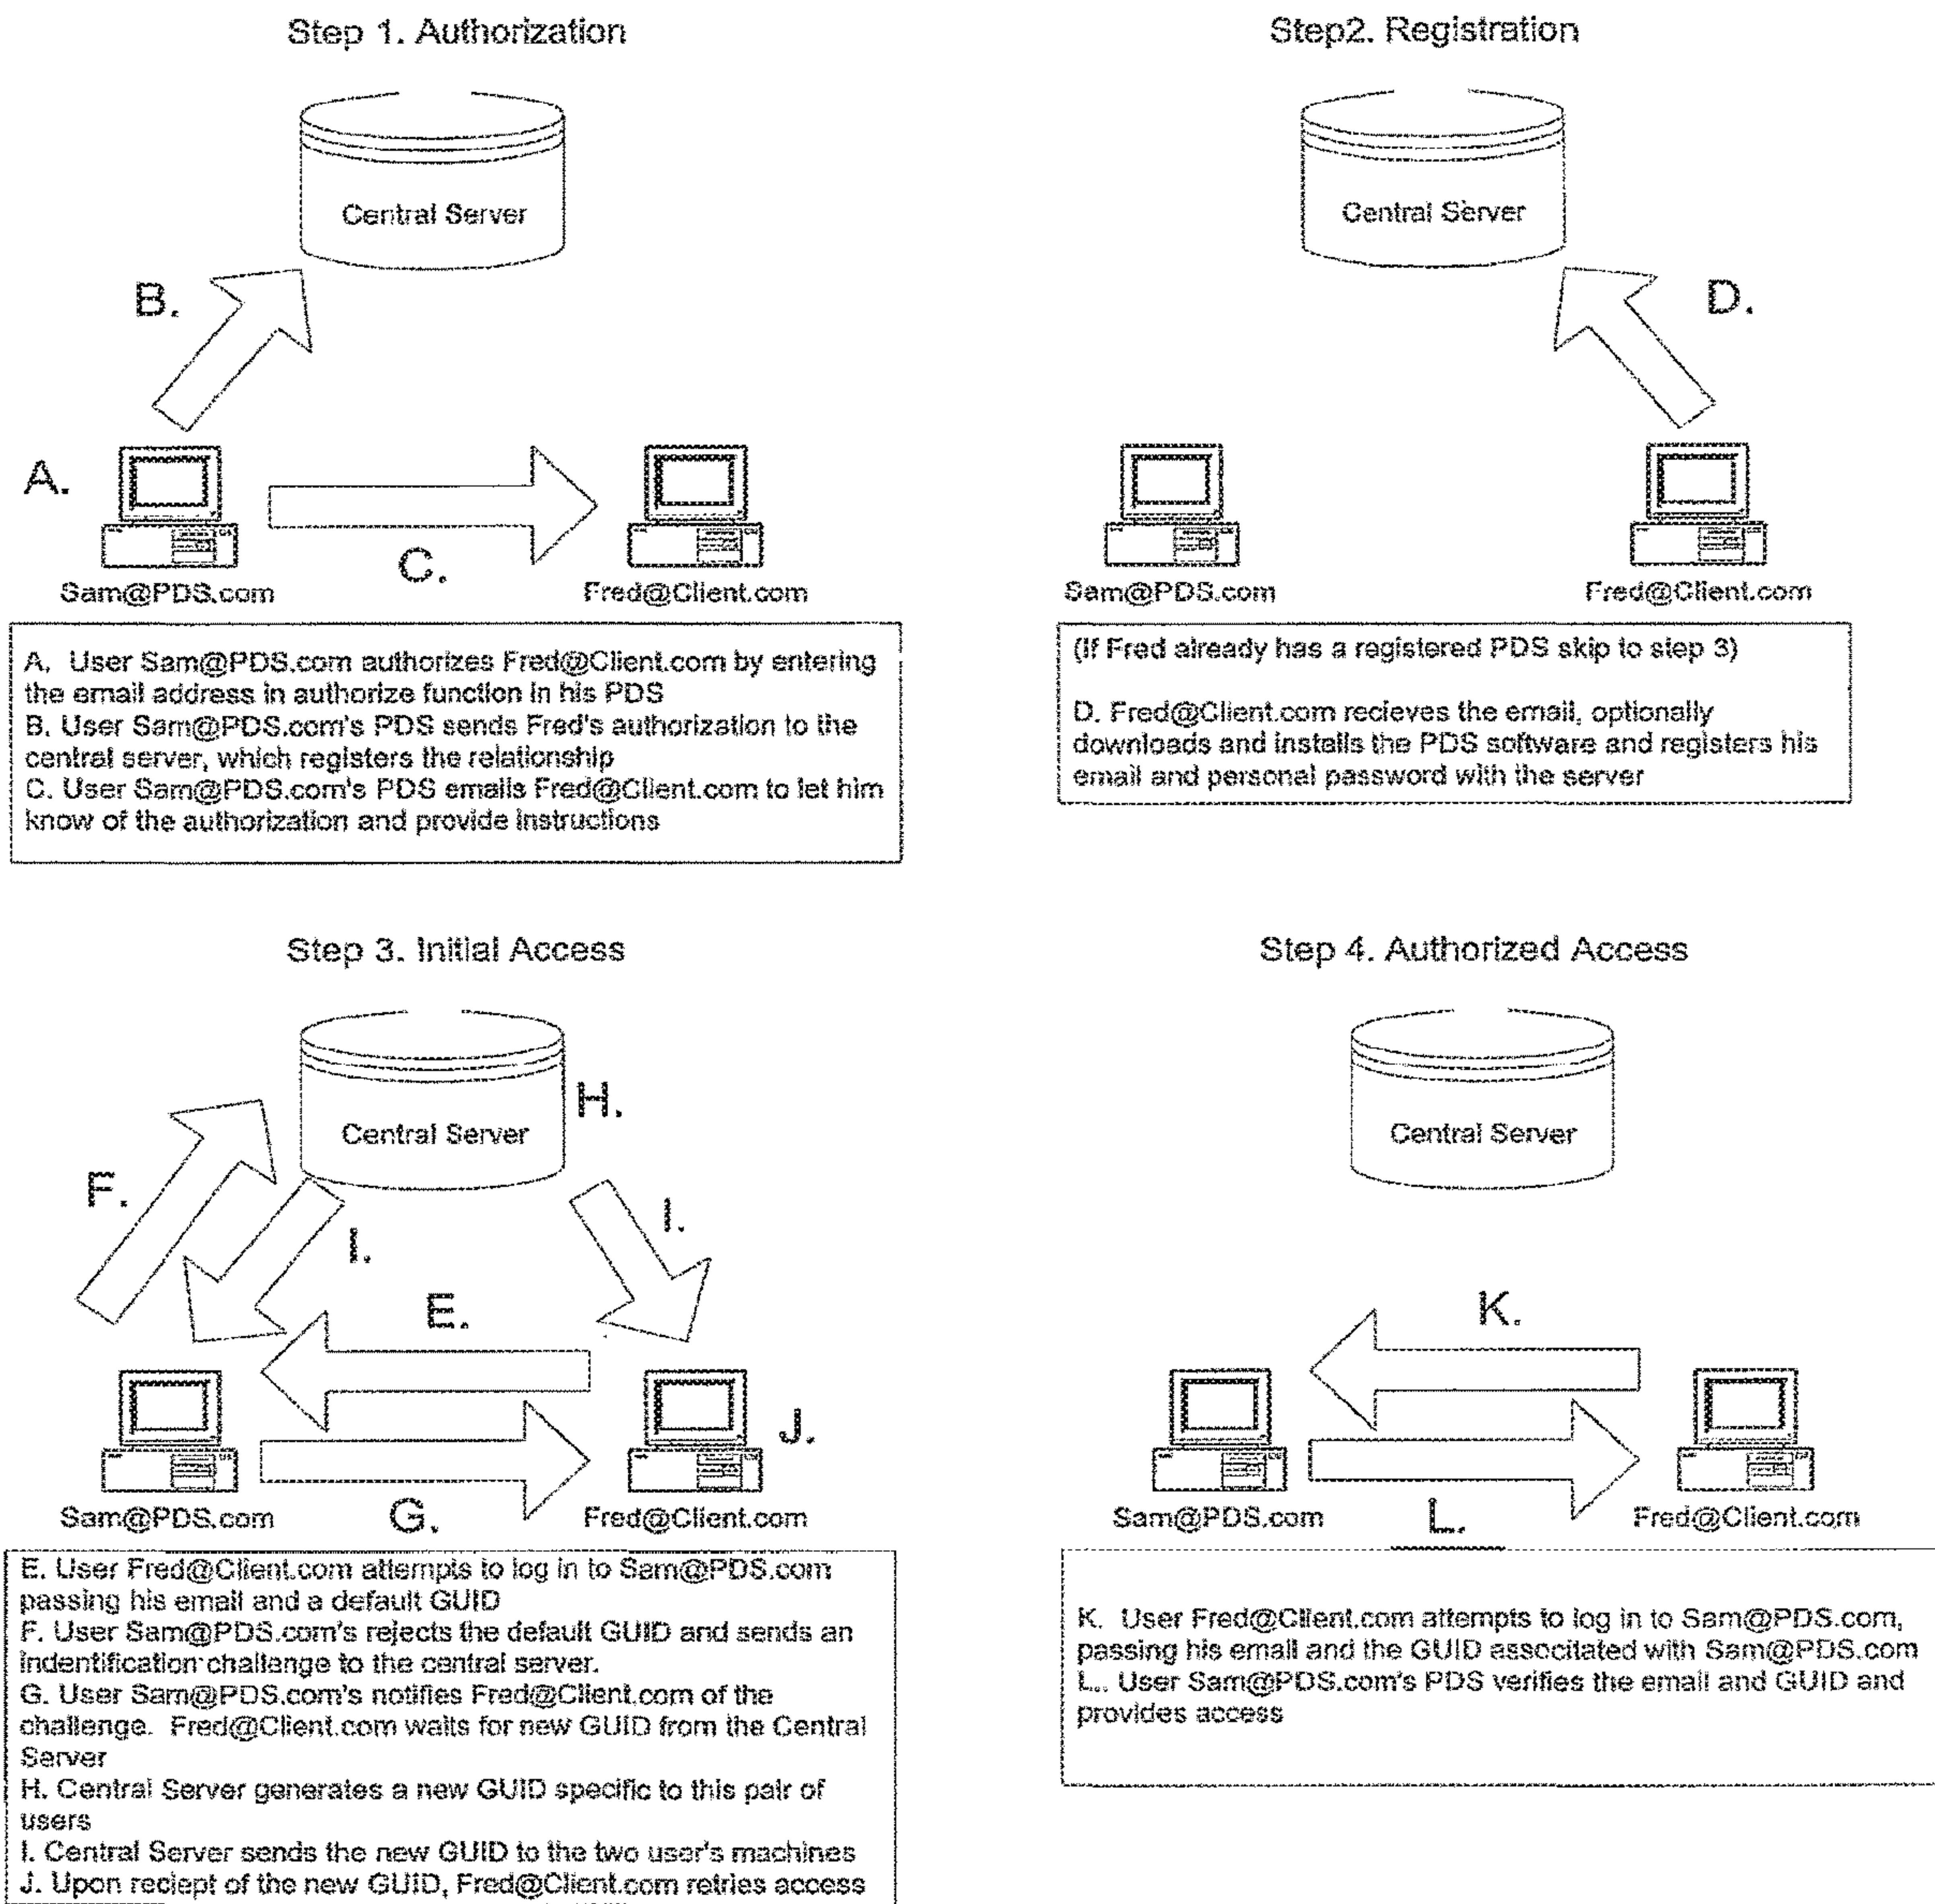 Step 1. Authorization
Central Server
B.
A.
C.
Sam@PDS.com
Fred@Client.com
A. User Sam@PDS.com authorizes Fred@Client.com by entering
the email address in authorize function in his PDS
B. User Sam@PDS.com's PDS sends Fred's authorization to the
central server, which registers the relationship
C. User Sam@PDS.com's PDS emails Fred@Client.com to let him
know of the authorization and provide instructions
Step2. Registration
Central Server
D.
Sam@PDS.com
Fred@Client.com
(If Fred already has a registered PDS skip to step 3)
D. Fred@Client.com recieves the email, optionally
downloads and installs the PDS software and registers his
email and personal password with the server
Step 3. Initial Access
Central Server
H.
F.
I.
I.
E.
J.
G.
Sam@PDS.com
Fred@Client.com
E. User Fred@Client.com attempts to log in to Sam@PDS.com
passing his email and a default GUID
F. User Sam@PDS.com's rejects the default GUID and sends an
indentification challenge to the central server.
G. User Sam@PDS.com's notifies Fred@Client.com of the
challenge. Fred@Client.com waits for new GUID from the Central
Server
H. Central Server generates a new GUID specific to this pair of
users
I. Central Server sends the new GUID to the two user's machines
J. Upon reciept of the new GUID, Fred@Client.com retries access
Step 4. Authorized Access
Central Server
K.
L.
Sam@PDS.com
Fred@Client.com
K. User Fred@Client.com attempts to log in to Sam@PDS.com,
passing his email and the GUID associtated with Sam@PDS.com
L.. User Sam@PDS.com's PDS verifies the email and GUID and
provides access